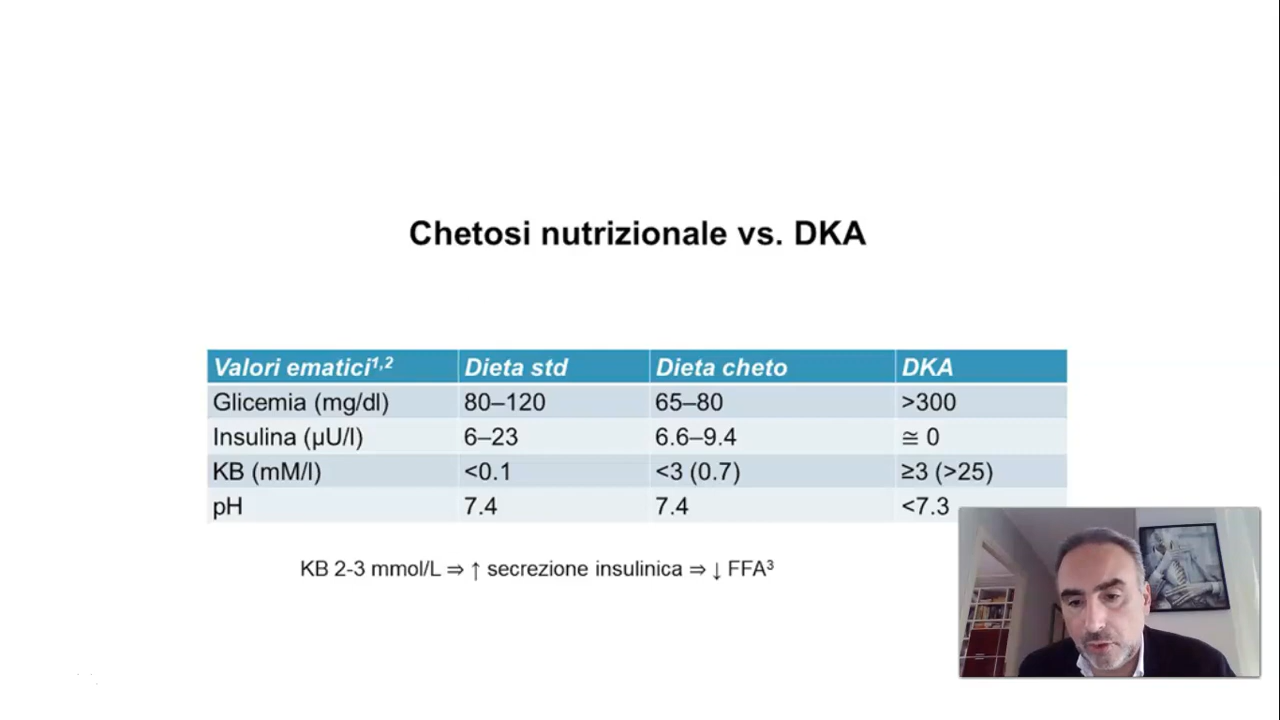 Chetosi nutrizionale vs. DKA
Valori ematici1,2 Dieta std Dieta cheto DKA
Glicemia (mg/dl) 80–120 65–80 >300
Insulina (µU/l) 6–23 6.6–9.4 ≅ 0
KB (mM/l) <0.1 <3 (0.7) ≥3 (>25)
pH 7.4 7.4 <7.3
KB 2-3 mmol/L ⇒ ↑ secrezione insulinica ⇒ ↓ FFA³